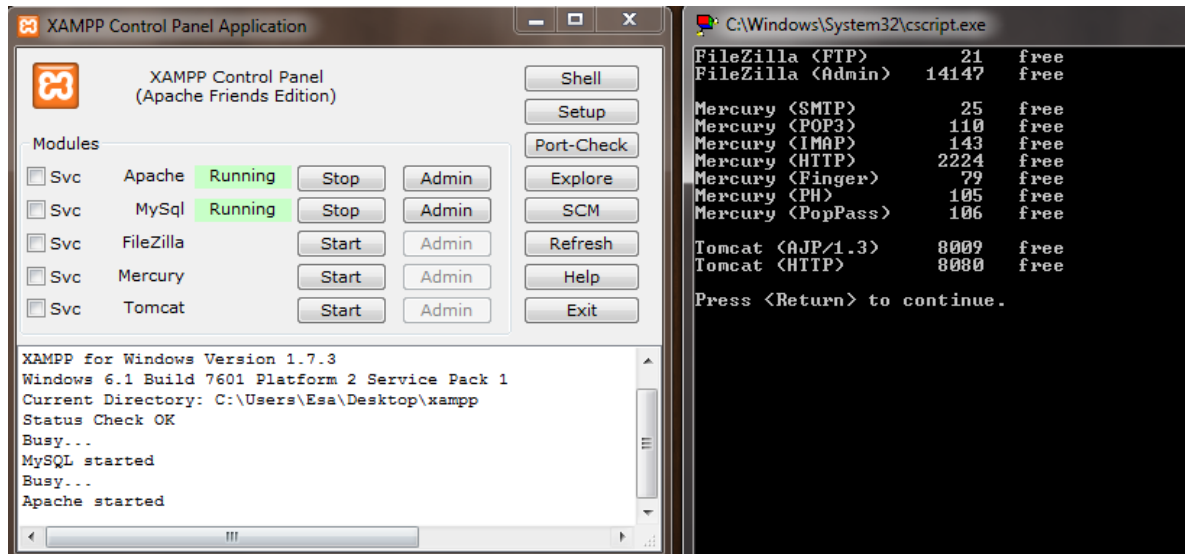 XAMPP Control Panel Application
XAMPP Control Panel
(Apache Friends Edition)
Shell
Setup
Port-Check
Modules
Svc Apache Running Stop Admin Explore
Svc MySql Running Stop Admin SCM
Svc FileZilla Start Admin Refresh
Svc Mercury Start Admin Help
Svc Tomcat Start Admin Exit
XAMPP for Windows Version 1.7.3
Windows 6.1 Build 7601 Platform 2 Service Pack 1
Current Directory: C:\Users\Esa\Desktop\xampp
Status Check OK
Busy...
MySQL started
Busy...
Apache started
C:\Windows\System32\cscript.exe
FileZilla (FTP) 21 free
FileZilla (Admin) 14147 free
Mercury (SMTP) 25 free
Mercury (POP3) 110 free
Mercury (IMAP) 143 free
Mercury (HTTP) 2224 free
Mercury (Finger) 79 free
Mercury (PH) 105 free
Mercury (PopPass) 106 free
Tomcat (AJP/1.3) 8009 free
Tomcat (HTTP) 8080 free
Press <Return> to continue.